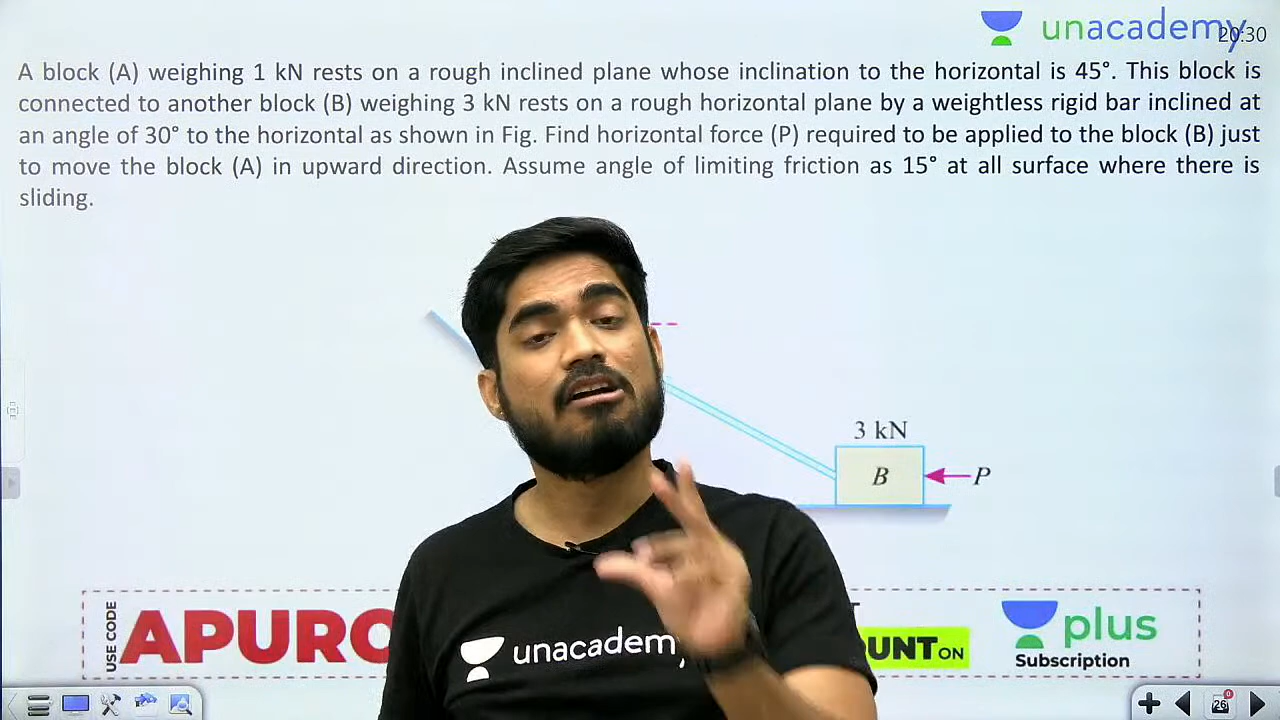 unacademy
20:30
A block (A) weighing 1 kN rests on a rough inclined plane whose inclination to the horizontal is 45°. This block is
connected to another block (B) weighing 3 kN rests on a rough horizontal plane by a weightless rigid bar inclined at
an angle of 30° to the horizontal as shown in Fig. Find horizontal force (P) required to be applied to the block (B) just
to move the block (A) in upward direction. Assume angle of limiting friction as 15° at all surface where there is
sliding.
3 kN
B
P
USE CODE
unacademy
ON
plus
Subscription
26
0